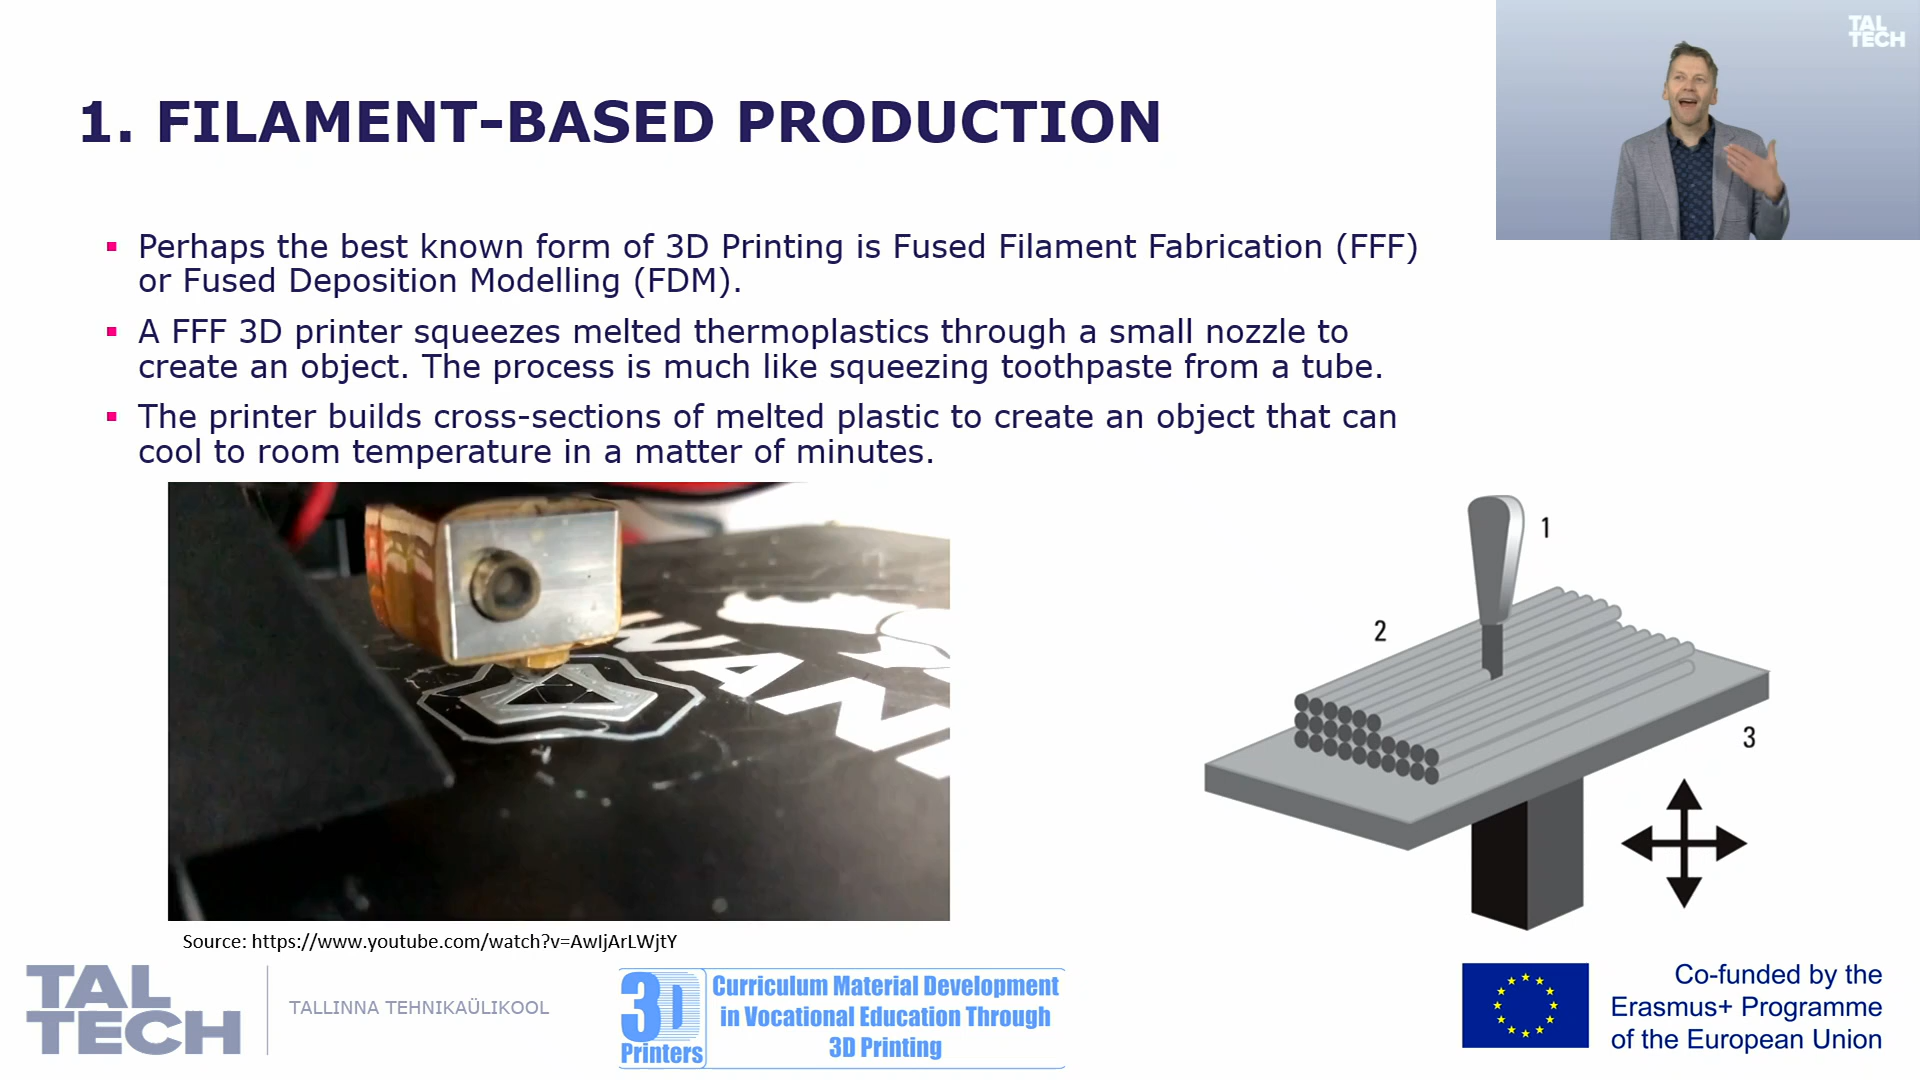 TAL
TECH
1. FILAMENT-BASED PRODUCTION
▪ Perhaps the best known form of 3D Printing is Fused Filament Fabrication (FFF)
or Fused Deposition Modelling (FDM).
▪ A FFF 3D printer squeezes melted thermoplastics through a small nozzle to
create an object. The process is much like squeezing toothpaste from a tube.
▪ The printer builds cross-sections of melted plastic to create an object that can
cool to room temperature in a matter of minutes.
1
2
3
WAN
Source: https://www.youtube.com/watch?v=AwIjArLWjtY
TAL
TECH
TALLINNA TEHNIKAÜLIKOOL
3D
Printers
Curriculum Material Development
in Vocational Education Through
3D Printing
Co-funded by the
Erasmus+ Programme
of the European Union